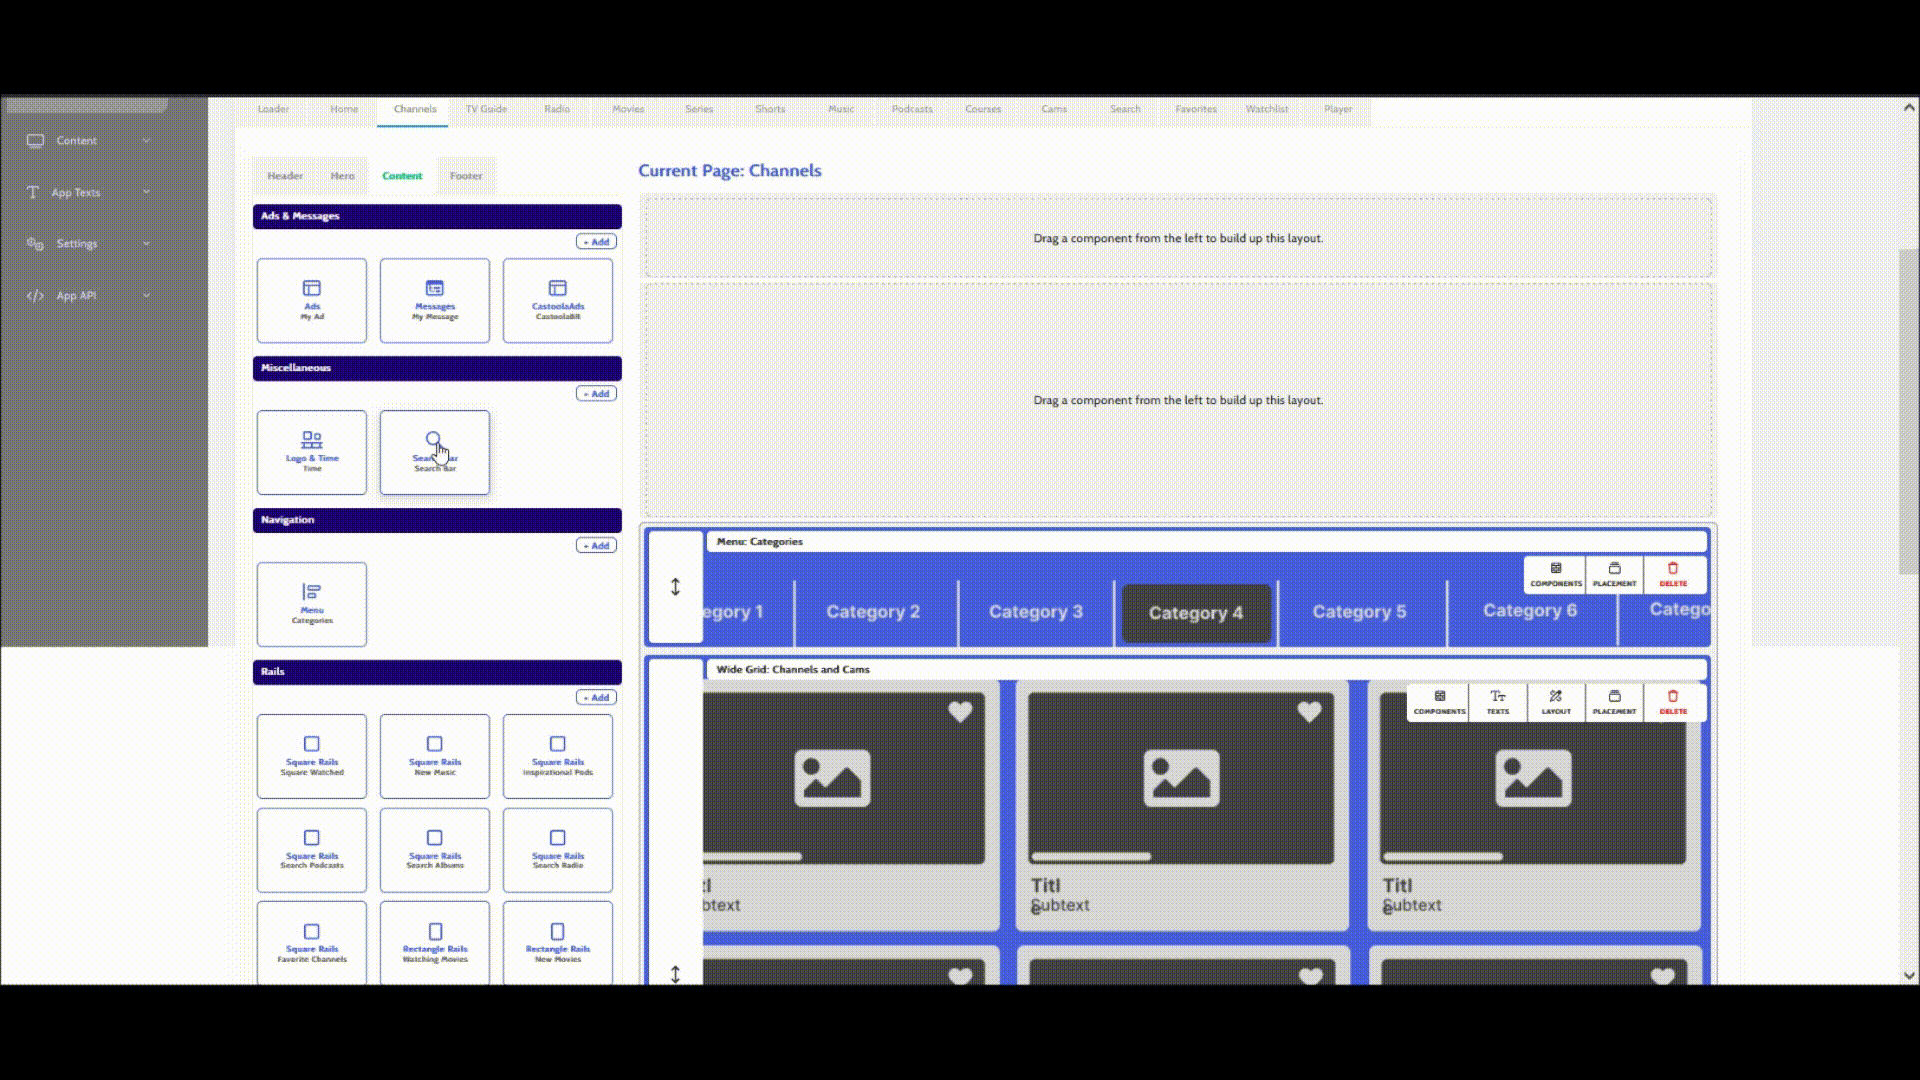 Loader Home Channels TV Guide Radio Movies Series Shorts Music Podcasts Courses Cams Search Favorites Watchlist Player
Content
App Texts
Settings
App API
Header Hero Content Footer
Ads & Messages
+ Add
Ads
My Ad
Messages
My Message
CastoolaAds
CastoolaBR
Miscellaneous
+ Add
Logo & Time
Time
Search Bar
Navigation
+ Add
Menu
Categories
Rails
+ Add
Square Rails
Square Watched
Square Rails
New Music
Square Rails
Inspirational Pods
Square Rails
Search Podcasts
Square Rails
Search Albums
Square Rails
Search Radio
Square Rails
Favorite Channels
Rectangle Rails
Watching Movies
Rectangle Rails
New Movies
Current Page: Channels
Drag a component from the left to build up this layout.
Drag a component from the left to build up this layout.
Menu: Categories
COMPONENTS PLACEMENT DELETE
egory 1 Category 2 Category 3 Category 4 Category 5 Category 6 Catego
Wide Grid: Channels and Cams
COMPONENTS TEXTS LAYOUT PLACEMENT DELETE
Titl
Subtext
Titl
Subtext
btext